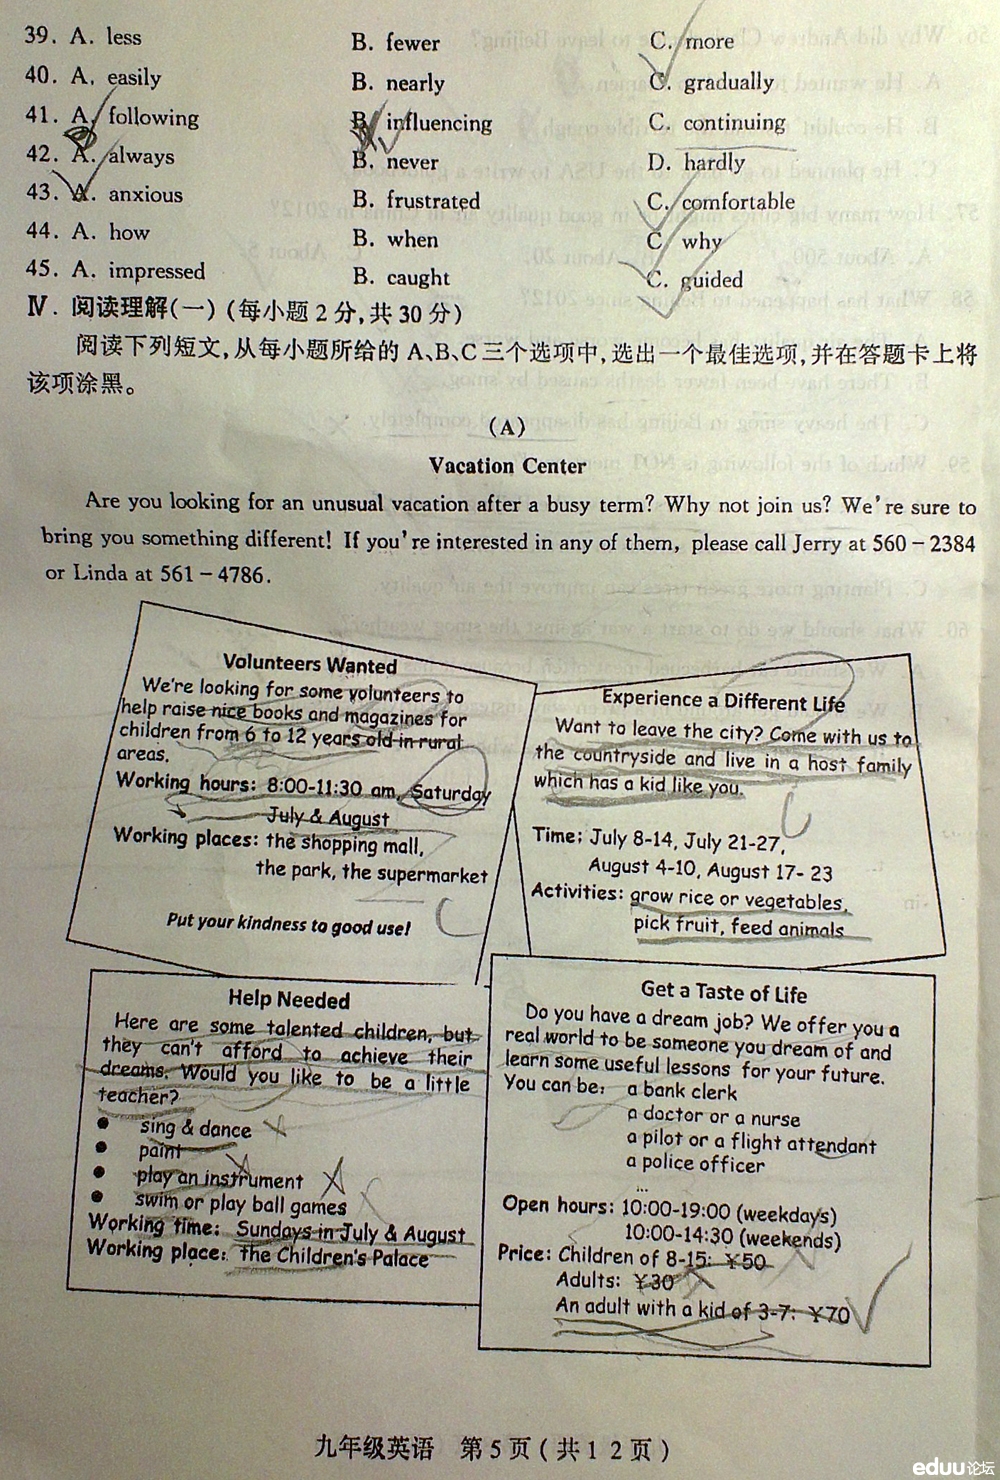 39. A. less B. fewer C. more
40. A. easily B. nearly C. gradually
41. A. following B. influencing C. continuing
42. A. always B. never D. hardly
43. A. anxious B. frustrated C. comfortable
44. A. how B. when C. why
45. A. impressed B. caught C. guided
Ⅳ. 阅读理解(一) (每小题2分,共30分)
阅读下列短文,从每小题所给的A、B、C三个选项中,选出一个最佳选项,并在答题卡上将
该项涂黑。
(A)
Vacation Center
Are you looking for an unusual vacation after a busy term? Why not join us? We're sure to
bring you something different! If you're interested in any of them, please call Jerry at 560-2384
or Linda at 561-4786.
Volunteers Wanted
We're looking for some volunteers to
help raise nice books and magazines for
children from 6 to 12 years old in rural
areas.
Working hours: 8:00-11:30 am, Saturday
July & August
Working places: the shopping mall,
the park, the supermarket
Put your kindness to good use!
Experience a Different Life
Want to leave the city? Come with us to
the countryside and live in a host family
which has a kid like you.
Time: July 8-14, July 21-27,
August 4-10, August 17- 23
Activities: grow rice or vegetables,
pick fruit, feed animals
Help Needed
Here are some talented children, but
they can't afford to achieve their
dreams. Would you like to be a little
teacher?
● sing & dance
● paint
● play an instrument
● swim or play ball games
Working time: Sundays in July & August
Working place: the Children's Palace
Get a Taste of Life
Do you have a dream job? We offer you a
real world to be someone you dream of and
learn some useful lessons for your future.
You can be: a bank clerk
a doctor or a nurse
a pilot or a flight attendant
a police officer
...
Open hours: 10:00-19:00 (weekdays)
10:00-14:30 (weekends)
Price: Children of 8-15: ¥50
Adults: ¥30
An adult with a kid of 3-7: ¥70
九年级英语 第5页(共12页)
eduu论坛